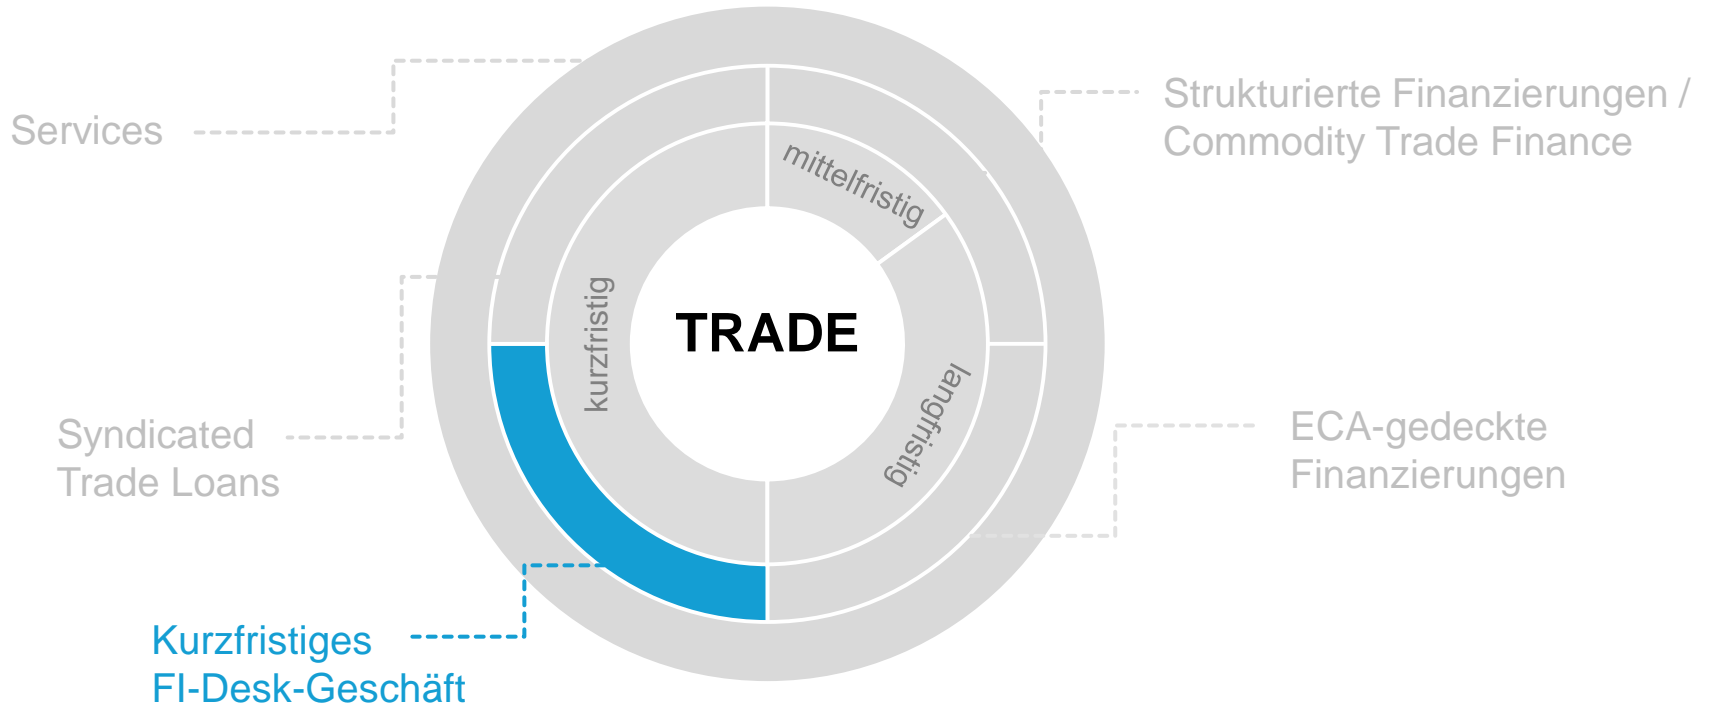 Services
Strukturierte Finanzierungen /
Commodity Trade Finance
mittelfristig
kurzfristig
TRADE
langfristig
Syndicated
Trade Loans
ECA-gedeckte
Finanzierungen
Kurzfristiges
FI-Desk-Geschäft